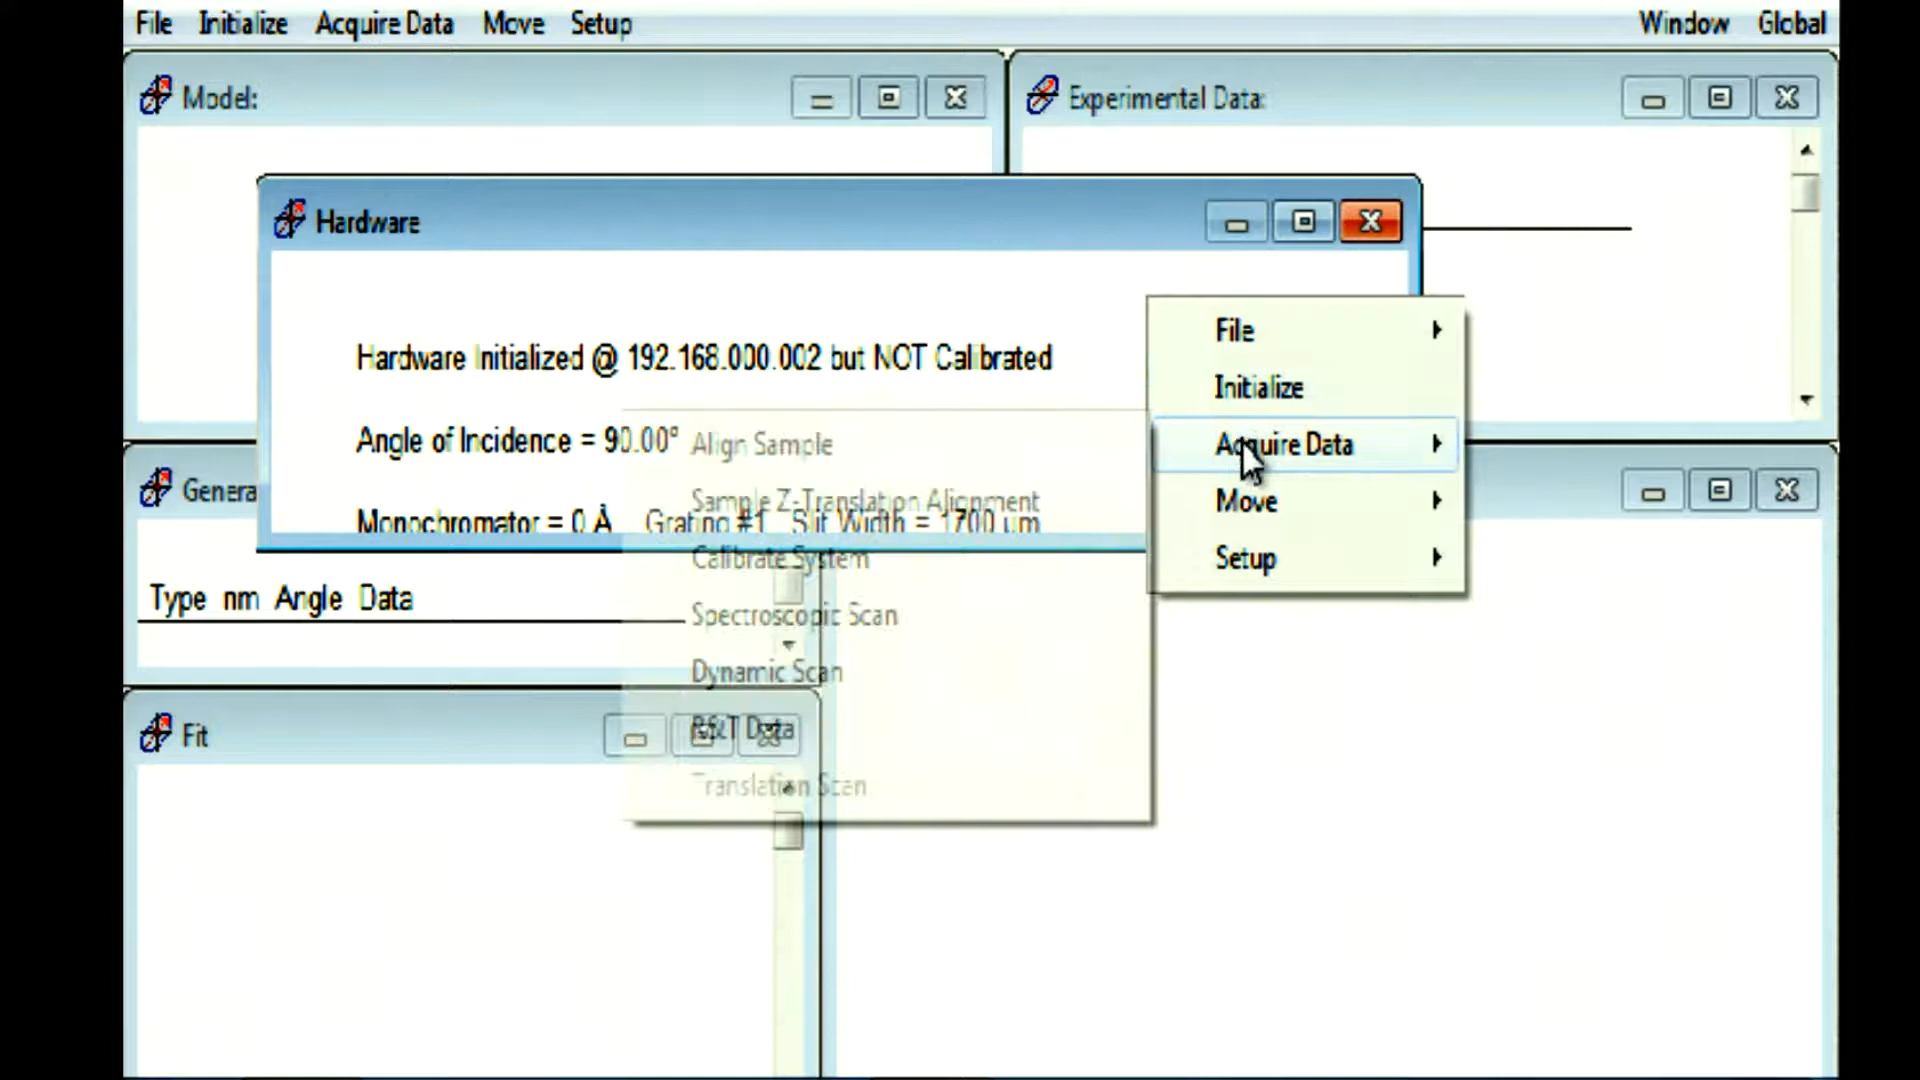 File Initialize Acquire Data Move Setup Window Global
Model:
Experimental Data:
Hardware
Hardware Initialized @ 192.168.000.002 but NOT Calibrated
Angle of Incidence = 90.00°
Monochromator = 0 Å Grating #1 Slit Width = 1700 um
File
Initialize
Acquire Data
Move
Setup
Align Sample
Sample Z-Translation Alignment
Calibrate System
Spectroscopic Scan
Dynamic Scan
R&T Data
Translation Scan
Genera
Type nm Angle Data
Fit